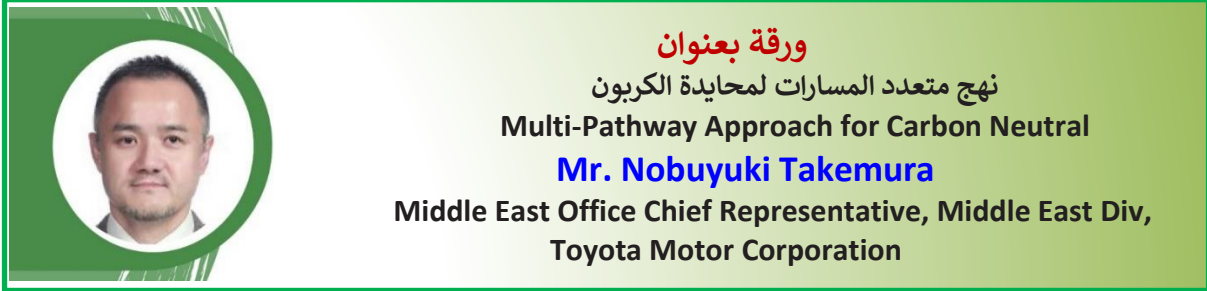 ورقة بعنوان
نهج متعدد المسارات لمحايدة الكربون
Multi-Pathway Approach for Carbon Neutral
Mr. Nobuyuki Takemura
Middle East Office Chief Representative, Middle East Div,
Toyota Motor Corporation